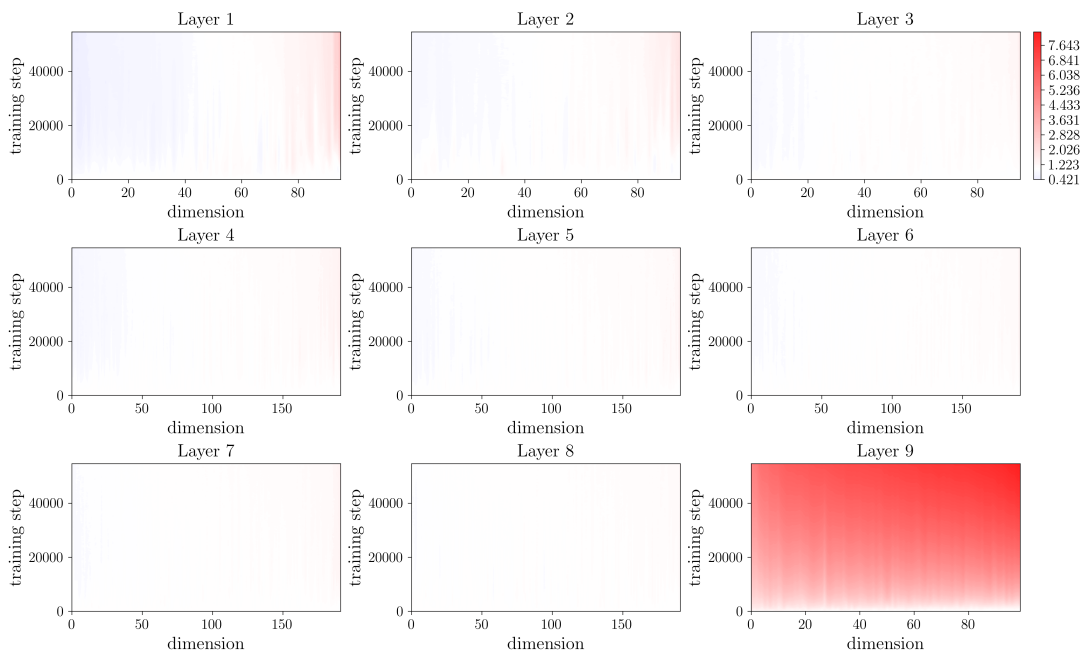 Layer 1
Layer 2
Layer 3
training step
40000
20000
0
0 20 40 60 80
dimension
training step
40000
20000
0
0 20 40 60 80
dimension
training step
40000
20000
0
0 20 40 60 80
dimension
7.643
6.841
6.038
5.236
4.433
3.631
2.828
2.026
1.223
0.421
Layer 4
Layer 5
Layer 6
training step
40000
20000
0
0 50 100 150
dimension
training step
40000
20000
0
0 50 100 150
dimension
training step
40000
20000
0
0 50 100 150
dimension
Layer 7
Layer 8
Layer 9
training step
40000
20000
0
0 50 100 150
dimension
training step
40000
20000
0
0 50 100 150
dimension
training step
40000
20000
0
0 20 40 60 80
dimension